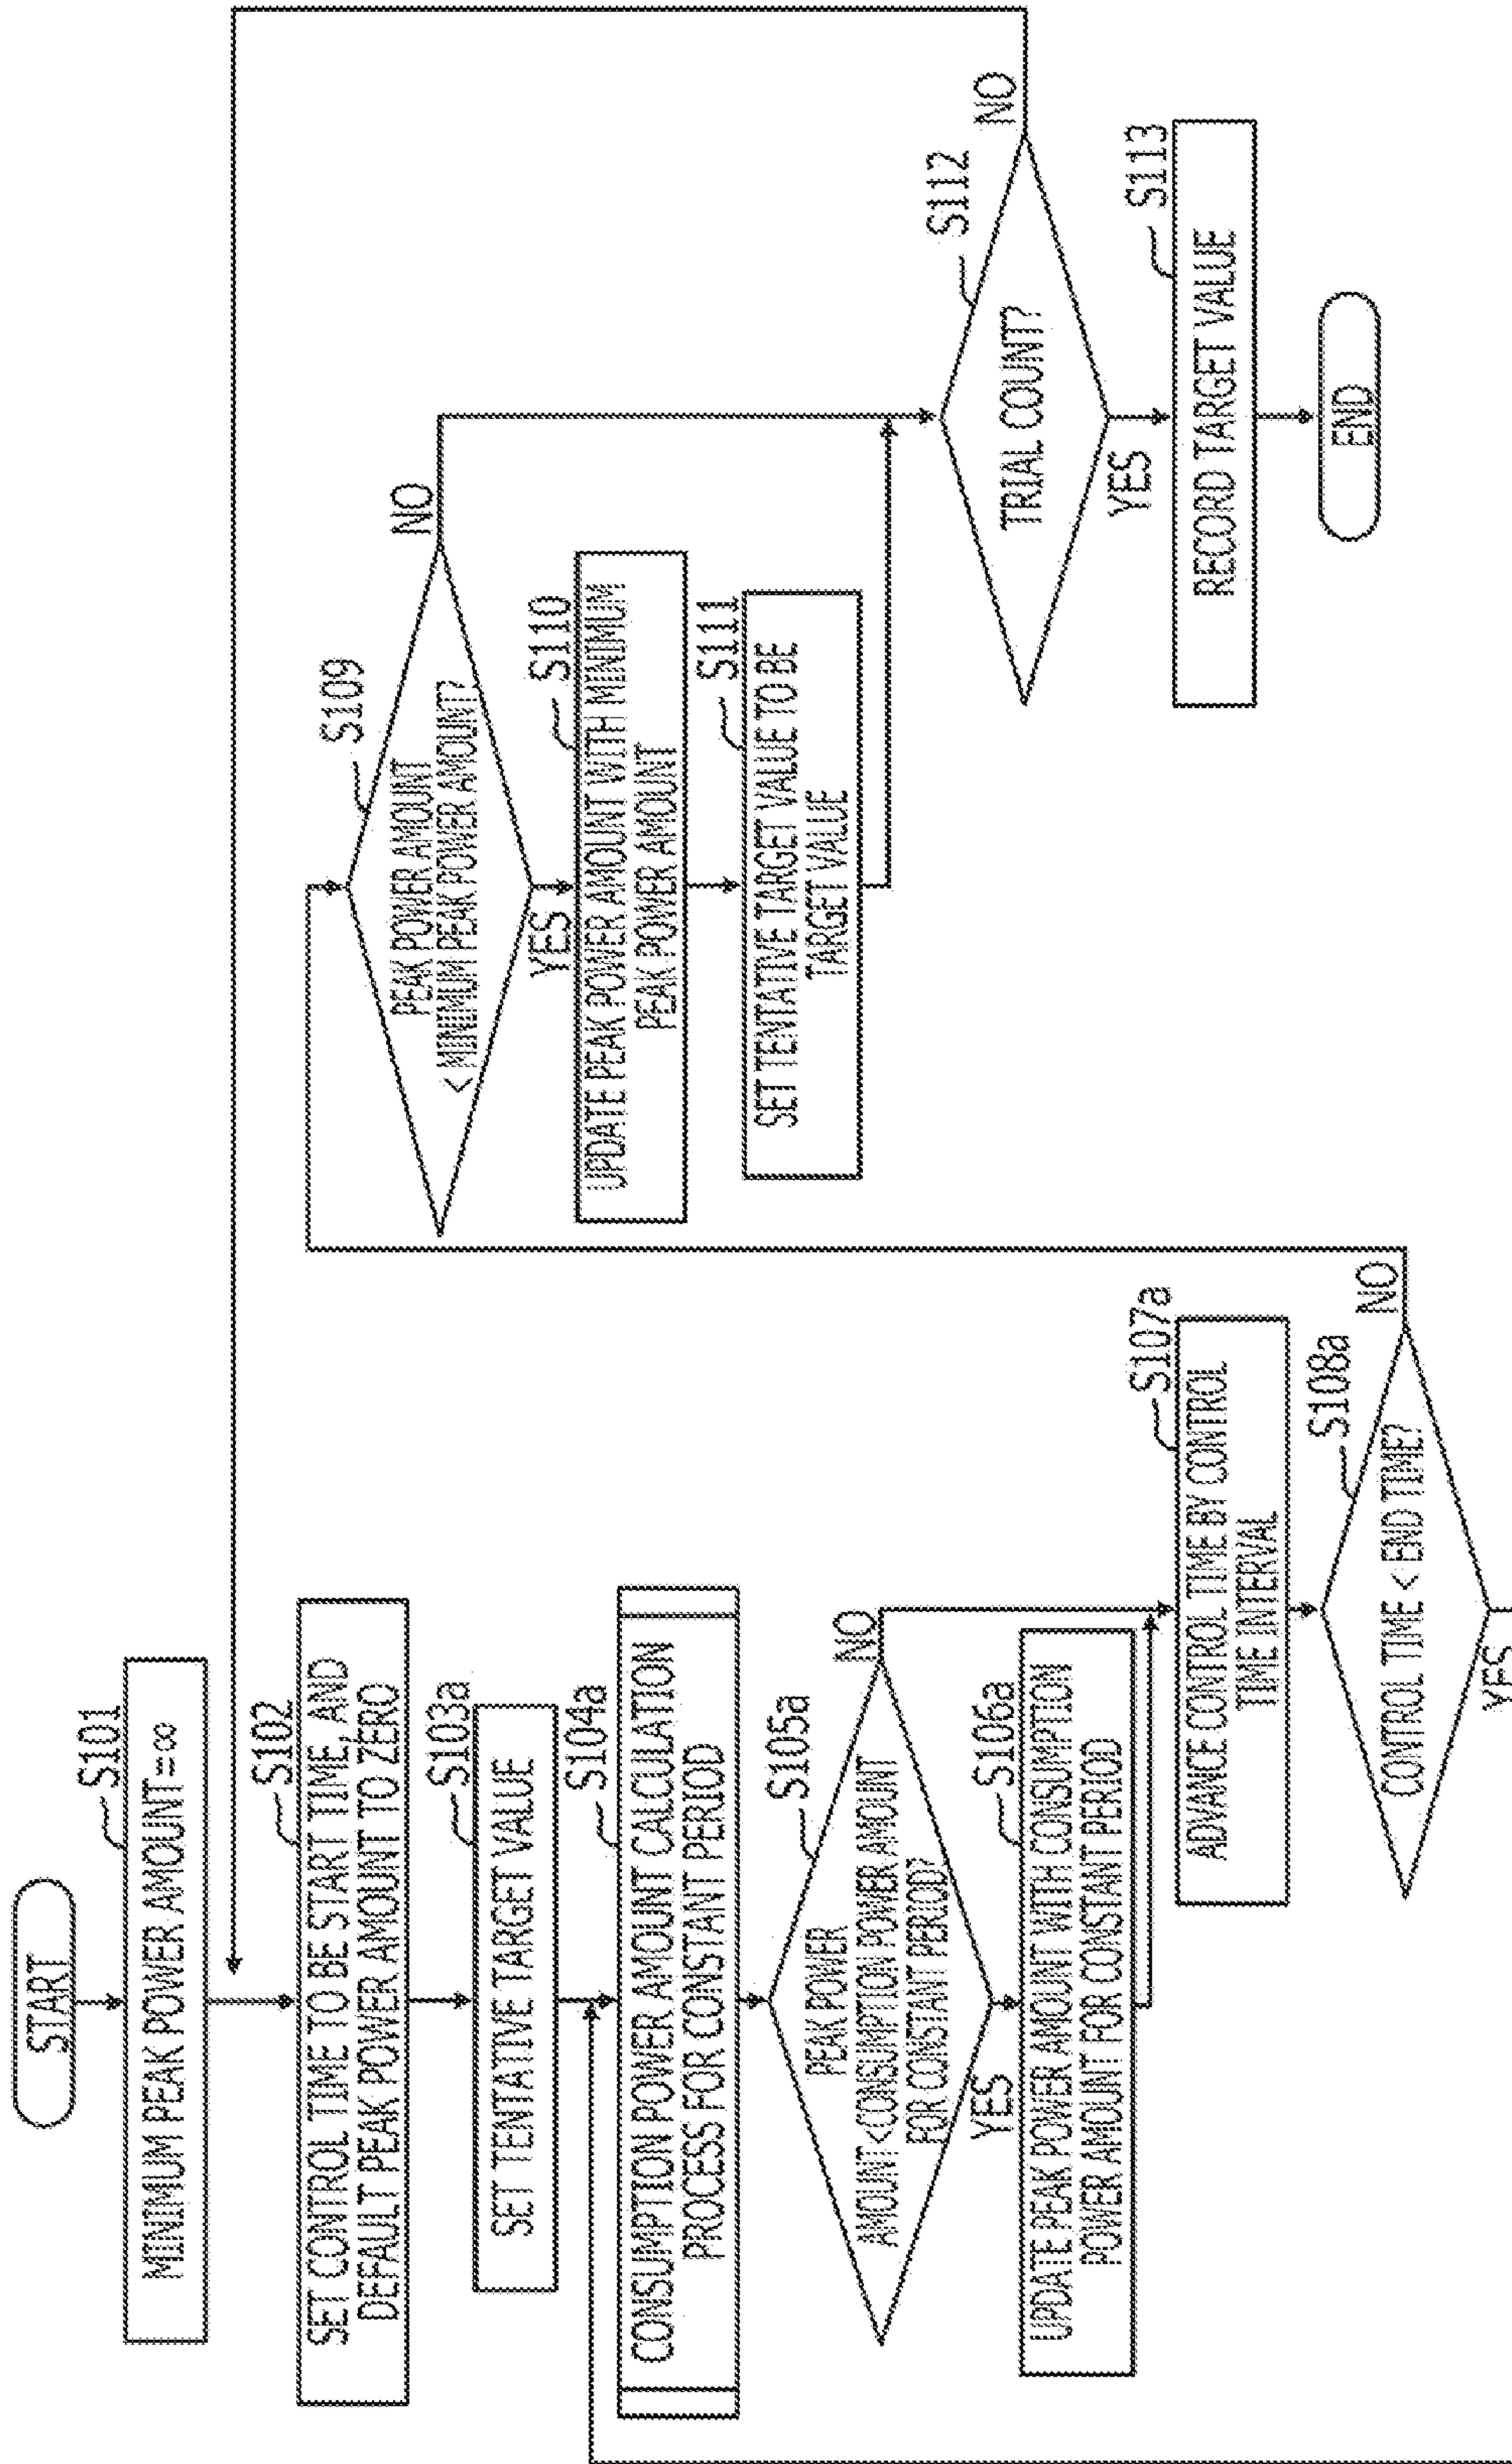 START
S101
MINIMUM PEAK POWER AMOUNT=∞
S102
SET CONTROL TIME TO BE START TIME, AND
DEFAULT PEAK POWER AMOUNT TO ZERO
S103a
SET TENTATIVE TARGET VALUE
S104a
CONSUMPTION POWER AMOUNT CALCULATION
PROCESS FOR CONSTANT PERIOD
S105a
PEAK POWER
AMOUNT<CONSUMPTION POWER AMOUNT
FOR CONSTANT PERIOD?
NO
YES
S106a
UPDATE PEAK POWER AMOUNT WITH CONSUMPTION
POWER AMOUNT FOR CONSTANT PERIOD
S107a
ADVANCE CONTROL TIME BY CONTROL
TIME INTERVAL
S108a
CONTROL TIME < END TIME?
NO
YES
S109
PEAK POWER AMOUNT
< MINIMUM PEAK POWER AMOUNT?
NO
YES
S110
UPDATE PEAK POWER AMOUNT WITH MINIMUM
PEAK POWER AMOUNT
S111
SET TENTATIVE TARGET VALUE TO BE
TARGET VALUE
S112
TRIAL COUNT?
NO
YES
S113
RECORD TARGET VALUE
END